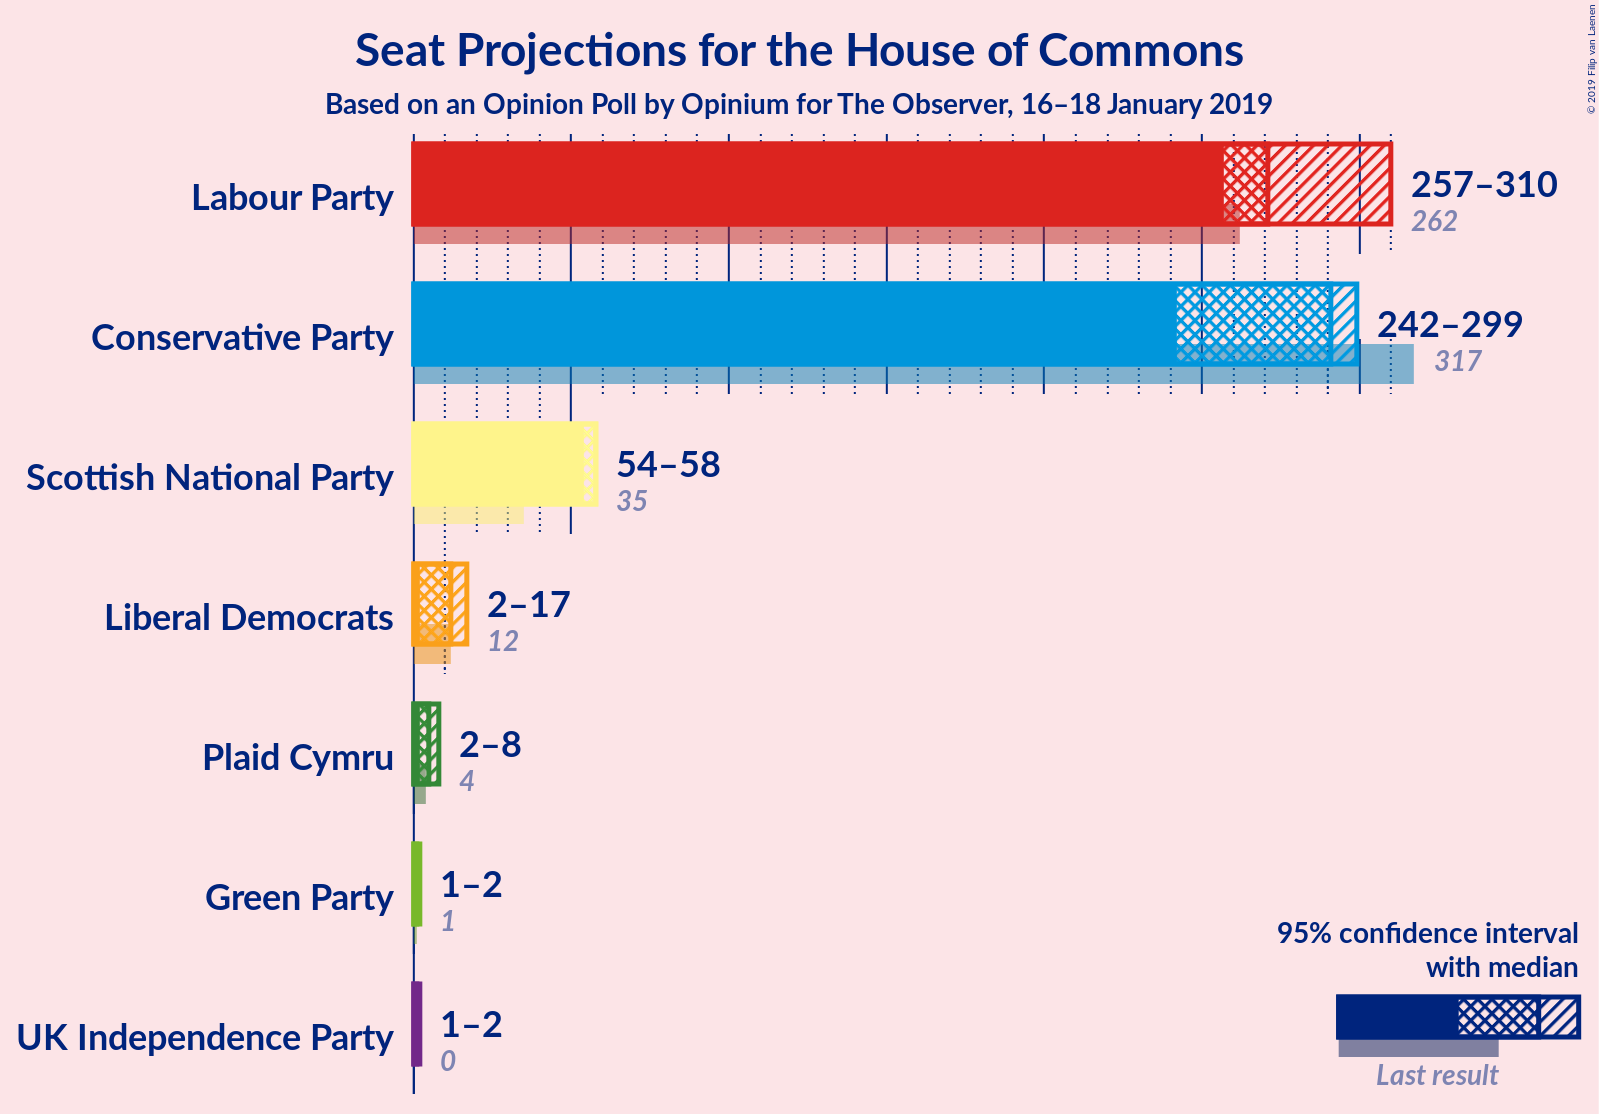 Seat Projections for the House of Commons
Based on an Opinion Poll by Opinium for The Observer, 16–18 January 2019
© 2019 Filip van Laenen
Labour Party
257–310
262
Conservative Party
242–299
317
Scottish National Party
54–58
35
Liberal Democrats
2–17
12
Plaid Cymru
2–8
4
Green Party
1–2
1
UK Independence Party
1–2
0
95% confidence interval
with median
Last result